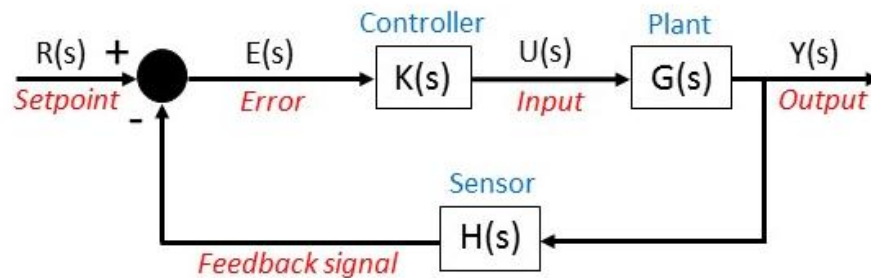 Controller
Plant
R(s) +
E(s)
K(s)
U(s)
G(s)
Y(s)
Setpoint
-
Error
Input
Output
Sensor
H(s)
Feedback signal